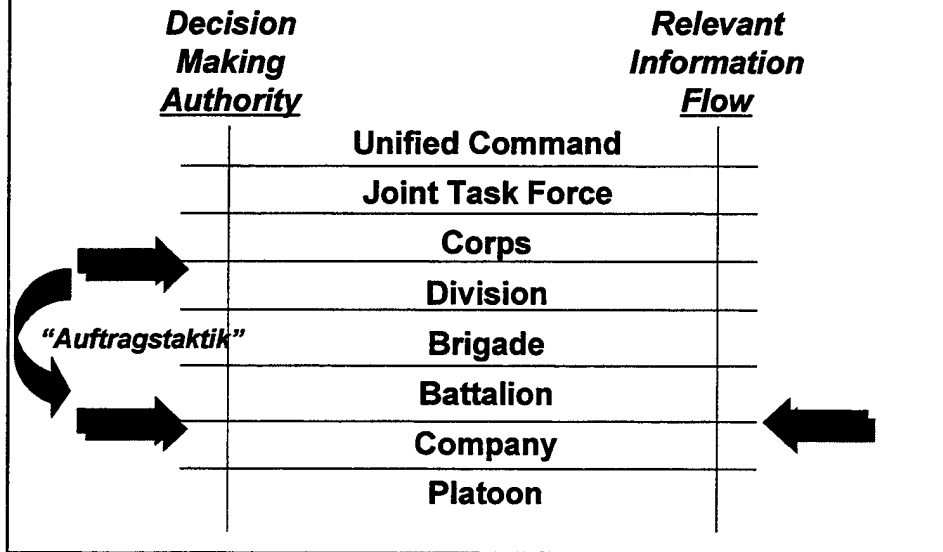 Decision
Making
Authority
Relevant
Information
Flow
Unified Command
Joint Task Force
Corps
Division
"Auftragstaktik"
Brigade
Battalion
Company
Platoon